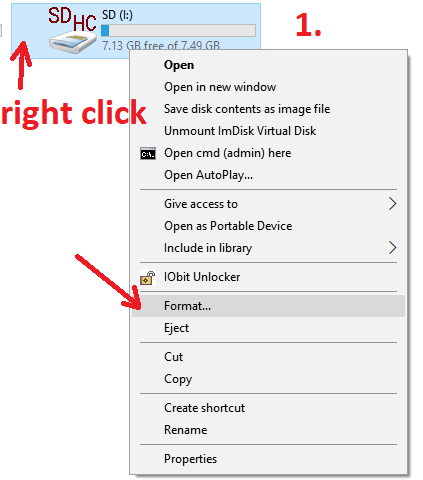 SD HC
SD (I:)
1.
7.13 GB free of 7.49 GB
right click
Open
Open in new window
Save disk contents as image file
Unmount ImDisk Virtual Disk
C:\.
Open cmd (admin) here
Open AutoPlay...
Give access to
Open as Portable Device
Include in library
IObit Unlocker
Format...
Eject
Cut
Copy
Create shortcut
Rename
Properties